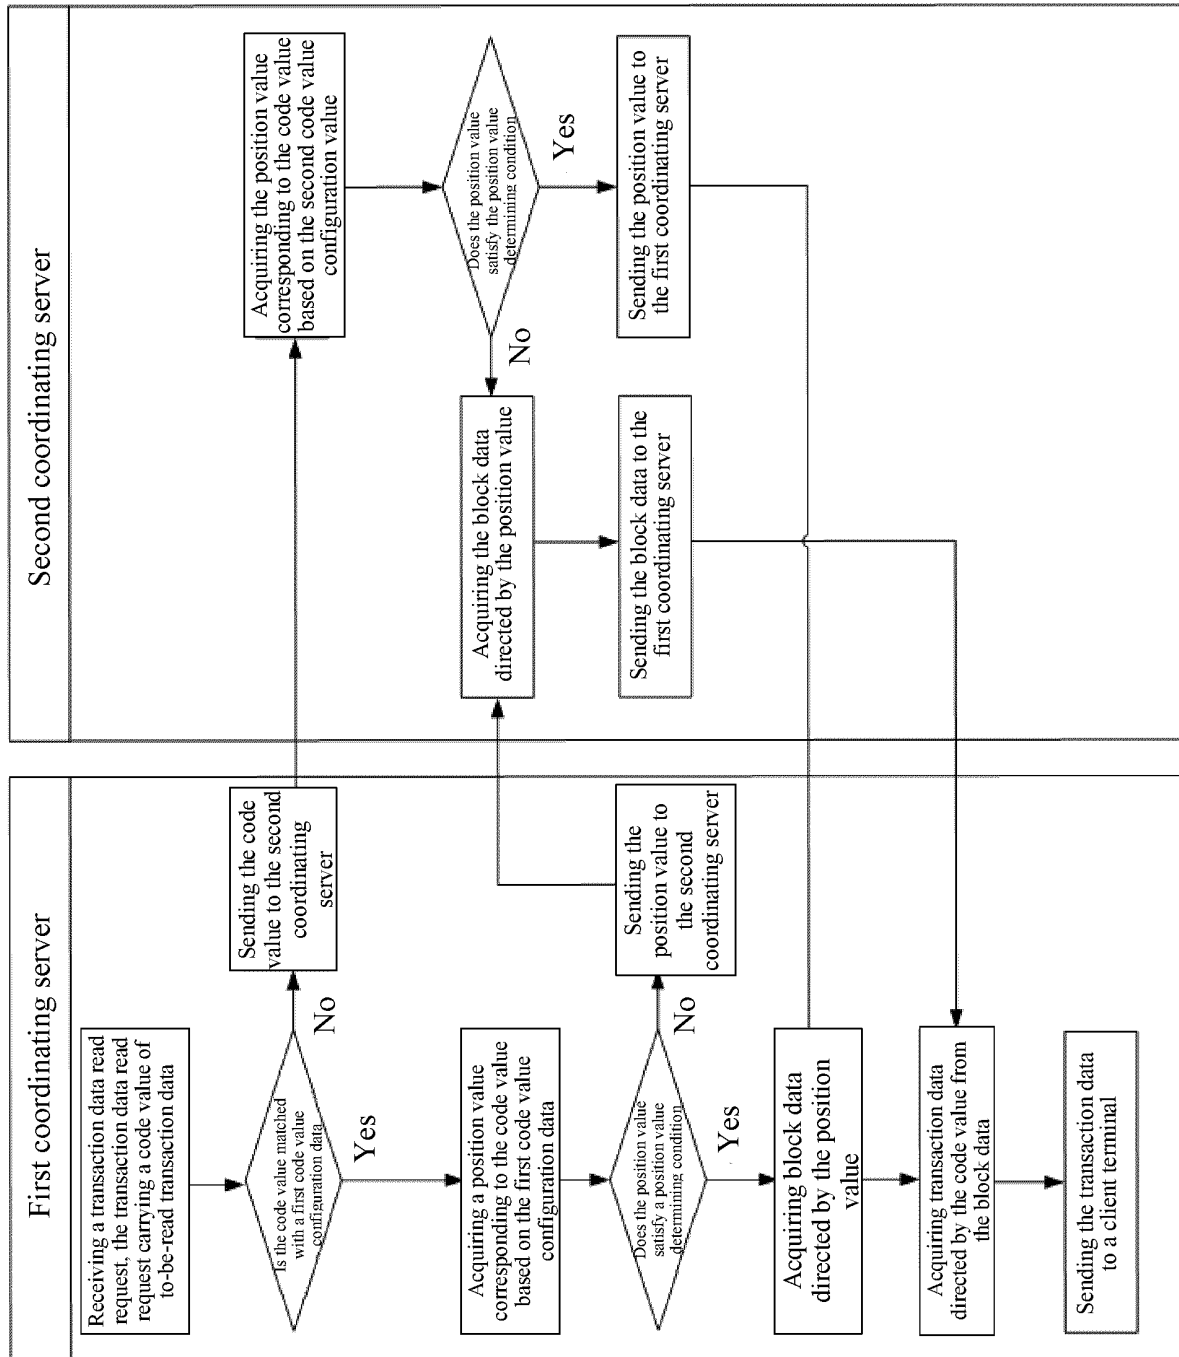 First coordinating server
Receiving a transaction data read
request, the transaction data read
request carrying a code value of
to-be-read transaction data
Is the code value matched
with a first code value
configuration data
No
Sending the code
value to the second
coordinating
server
Yes
Acquiring a position value
corresponding to the code value
based on the first code value
configuration data
Does the position value
satisfy a position value
determining condition
No
Sending the
position value to
the second
coordinating server
Yes
Acquiring block data
directed by the position
value
Acquiring transaction data
directed by the code value from
the block data
Sending the transaction data
to a client terminal
Second coordinating server
Acquiring the position value
corresponding to the code value
based on the second code value
configuration value
Does the position value
satisfy the position value
determining condition
No
Yes
Acquiring the block data
directed by the position value
Sending the block data to the
first coordinating server
Sending the position value to
the first coordinating server